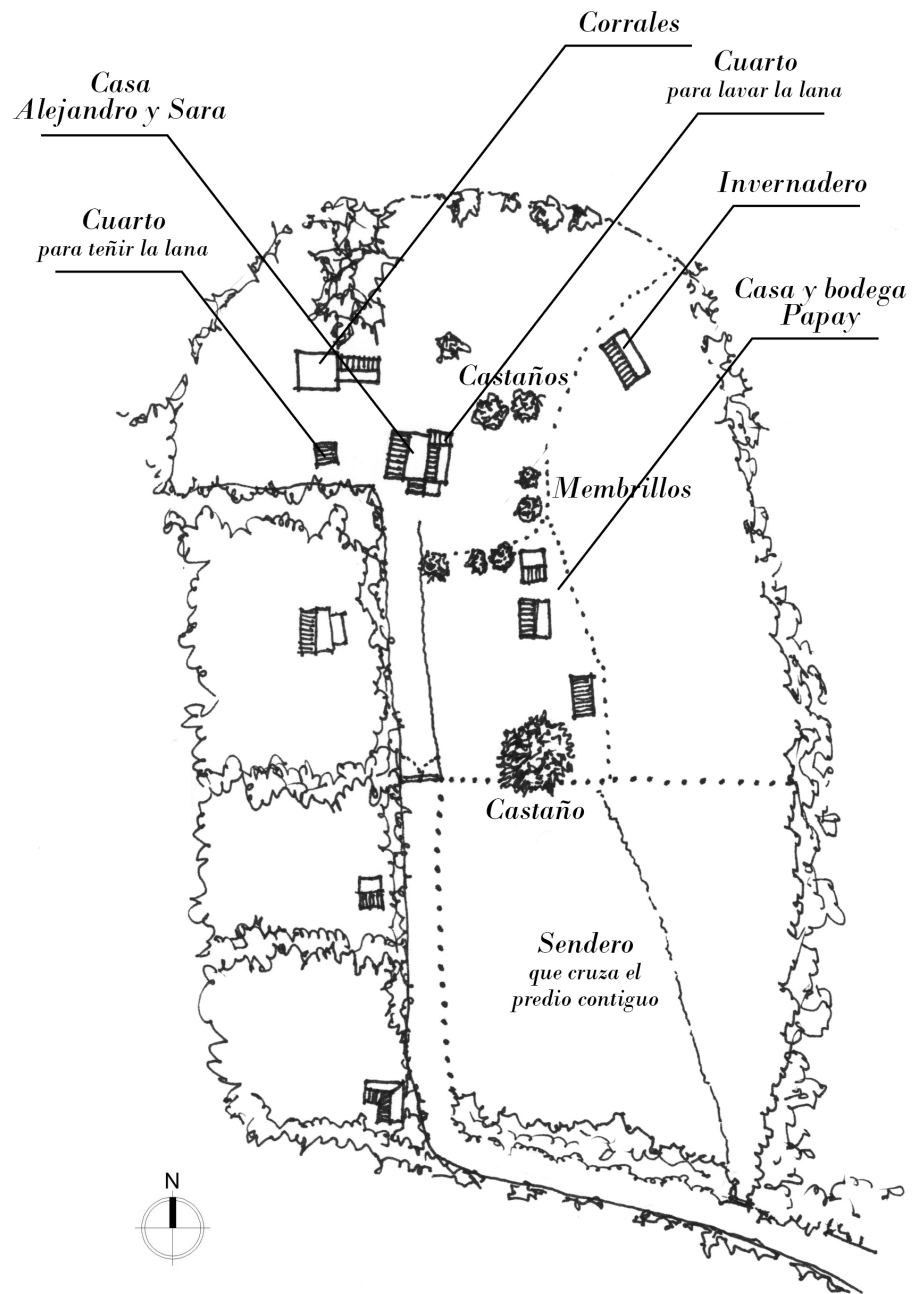 Corrales
Casa
Alejandro y Sara
Cuarto
para lavar la lana
Invernadero
Cuarto
para teñir la lana
Casa y bodega
Papay
Castaños
Membrillos
Castaño
Sendero
que cruza el
predio contiguo
N